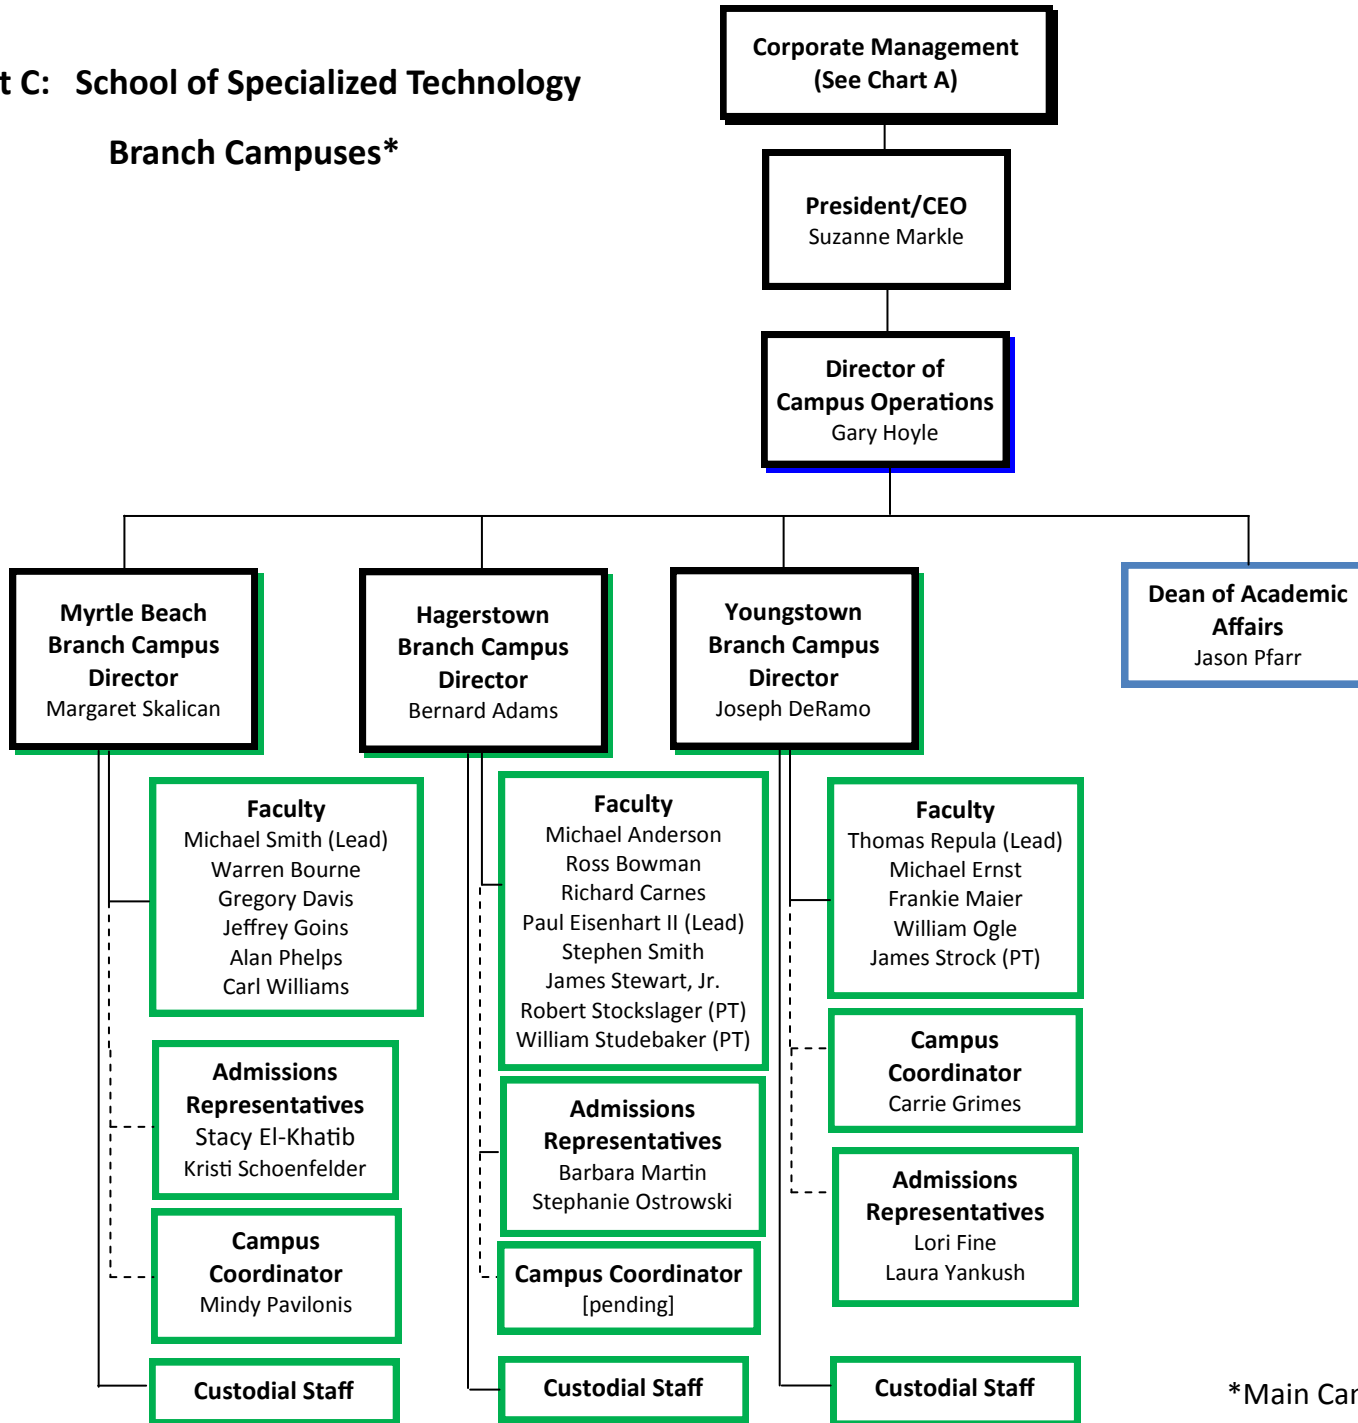 t C: School of Specialized Technology
Branch Campuses*
Corporate Management
(See Chart A)
President/CEO
Suzanne Markle
Director of
Campus Operations
Gary Hoyle
Myrtle Beach
Branch Campus
Director
Margaret Skalican
Hagerstown
Branch Campus
Director
Bernard Adams
Youngstown
Branch Campus
Director
Joseph DeRamo
Dean of Academic
Affairs
Jason Pfarr
Faculty
Michael Smith (Lead)
Warren Bourne
Gregory Davis
Jeffrey Goins
Alan Phelps
Carl Williams
Admissions
Representatives
Stacy El-Khatib
Kristi Schoenfelder
Campus
Coordinator
Mindy Pavilonis
Custodial Staff
Faculty
Michael Anderson
Ross Bowman
Richard Carnes
Paul Eisenhart II (Lead)
Stephen Smith
James Stewart, Jr.
Robert Stockslager (PT)
William Studebaker (PT)
Admissions
Representatives
Barbara Martin
Stephanie Ostrowski
Campus Coordinator
[pending]
Custodial Staff
Faculty
Thomas Repula (Lead)
Michael Ernst
Frankie Maier
William Ogle
James Strock (PT)
Campus
Coordinator
Carrie Grimes
Admissions
Representatives
Lori Fine
Laura Yankush
Custodial Staff
*Main Car